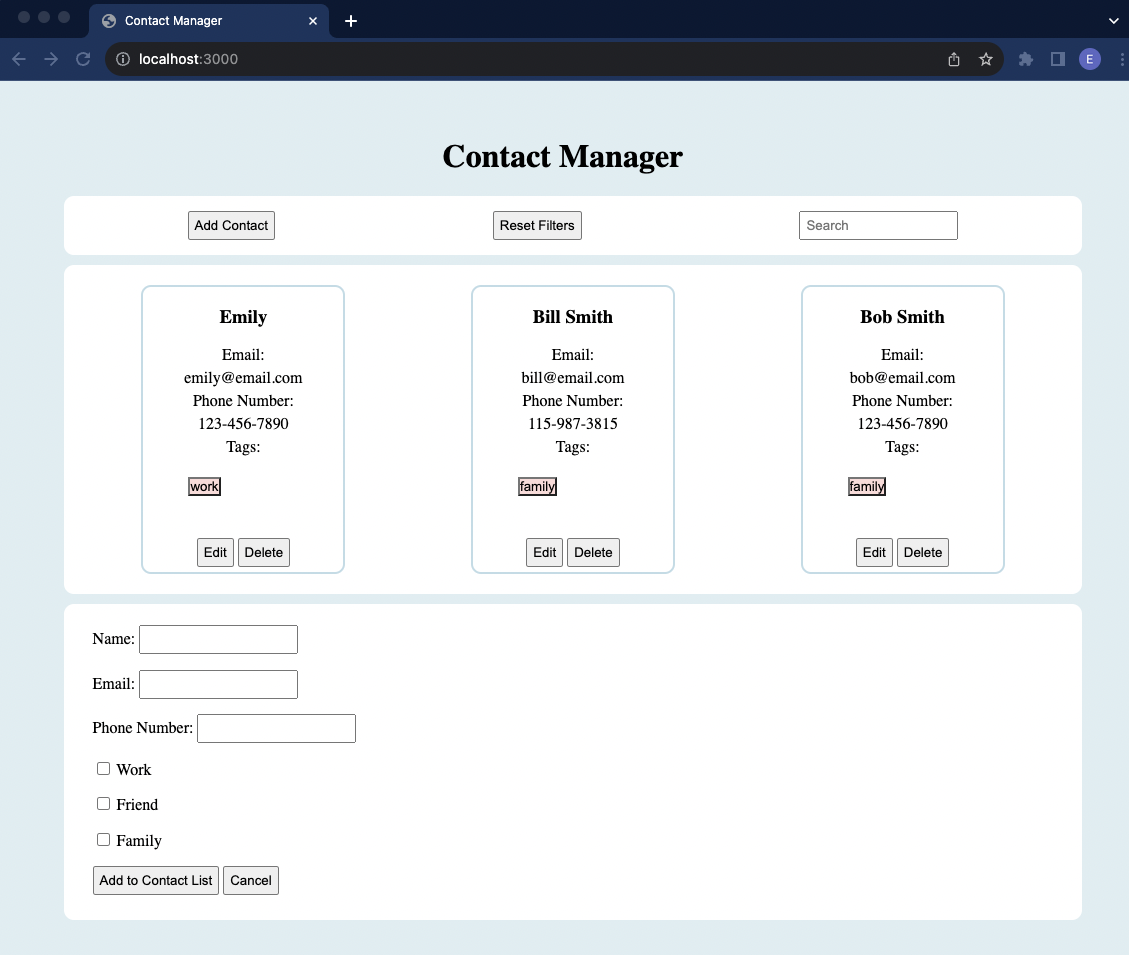 Contact Manager
localhost:3000
E
Contact Manager
Add Contact
Reset Filters
Search
Emily
Email:
emily@email.com
Phone Number:
123-456-7890
Tags:
work
Edit Delete
Bill Smith
Email:
bill@email.com
Phone Number:
115-987-3815
Tags:
family
Edit Delete
Bob Smith
Email:
bob@email.com
Phone Number:
123-456-7890
Tags:
family
Edit Delete
Name:
Email:
Phone Number:
Work
Friend
Family
Add to Contact List Cancel